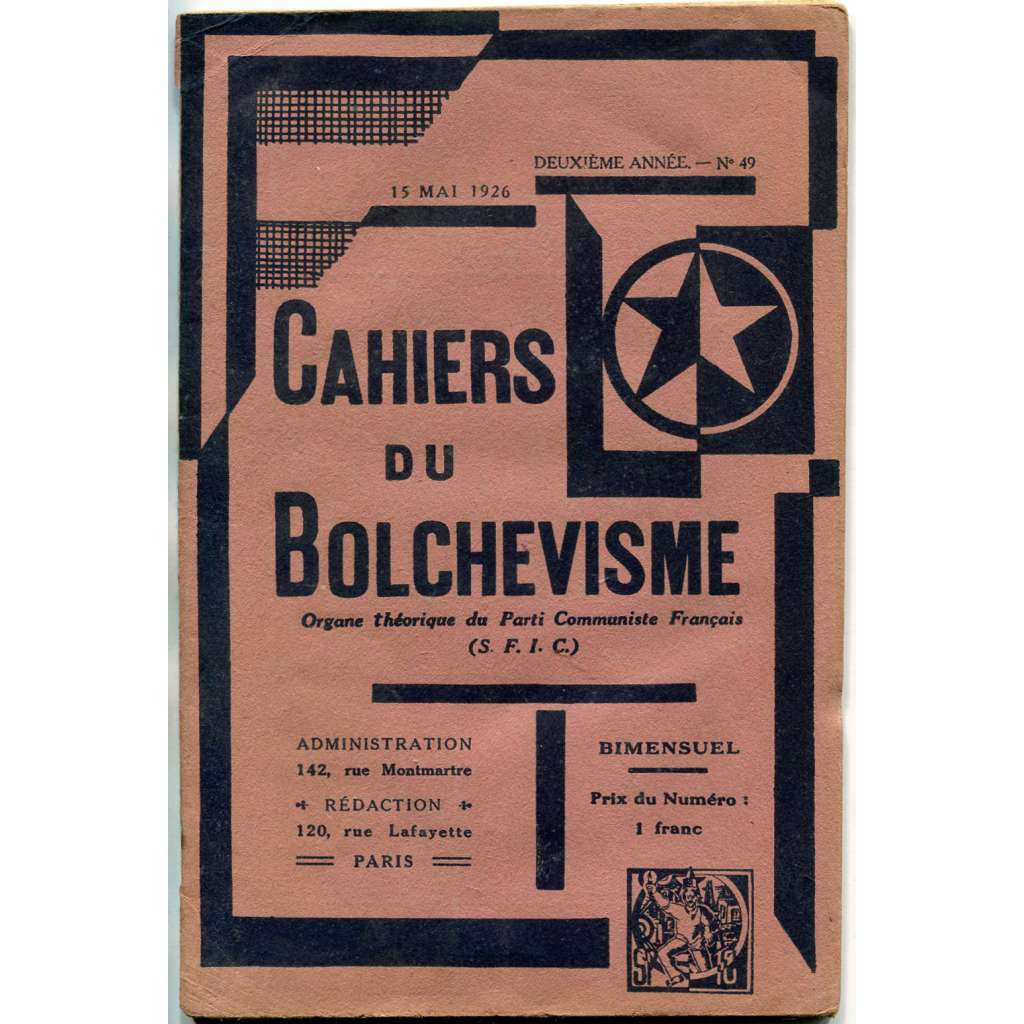 DEUXIÈME ANNÉE. — Nº 49
15 MAI 1926
CAHIERS
DU
BOLCHEVISME
Organe théorique du Parti Communiste Français
(S. F. I. C.)
ADMINISTRATION
142, rue Montmartre
RÉDACTION
120, rue Lafayette
PARIS
BIMENSUEL
Prix du Numéro :
1 franc